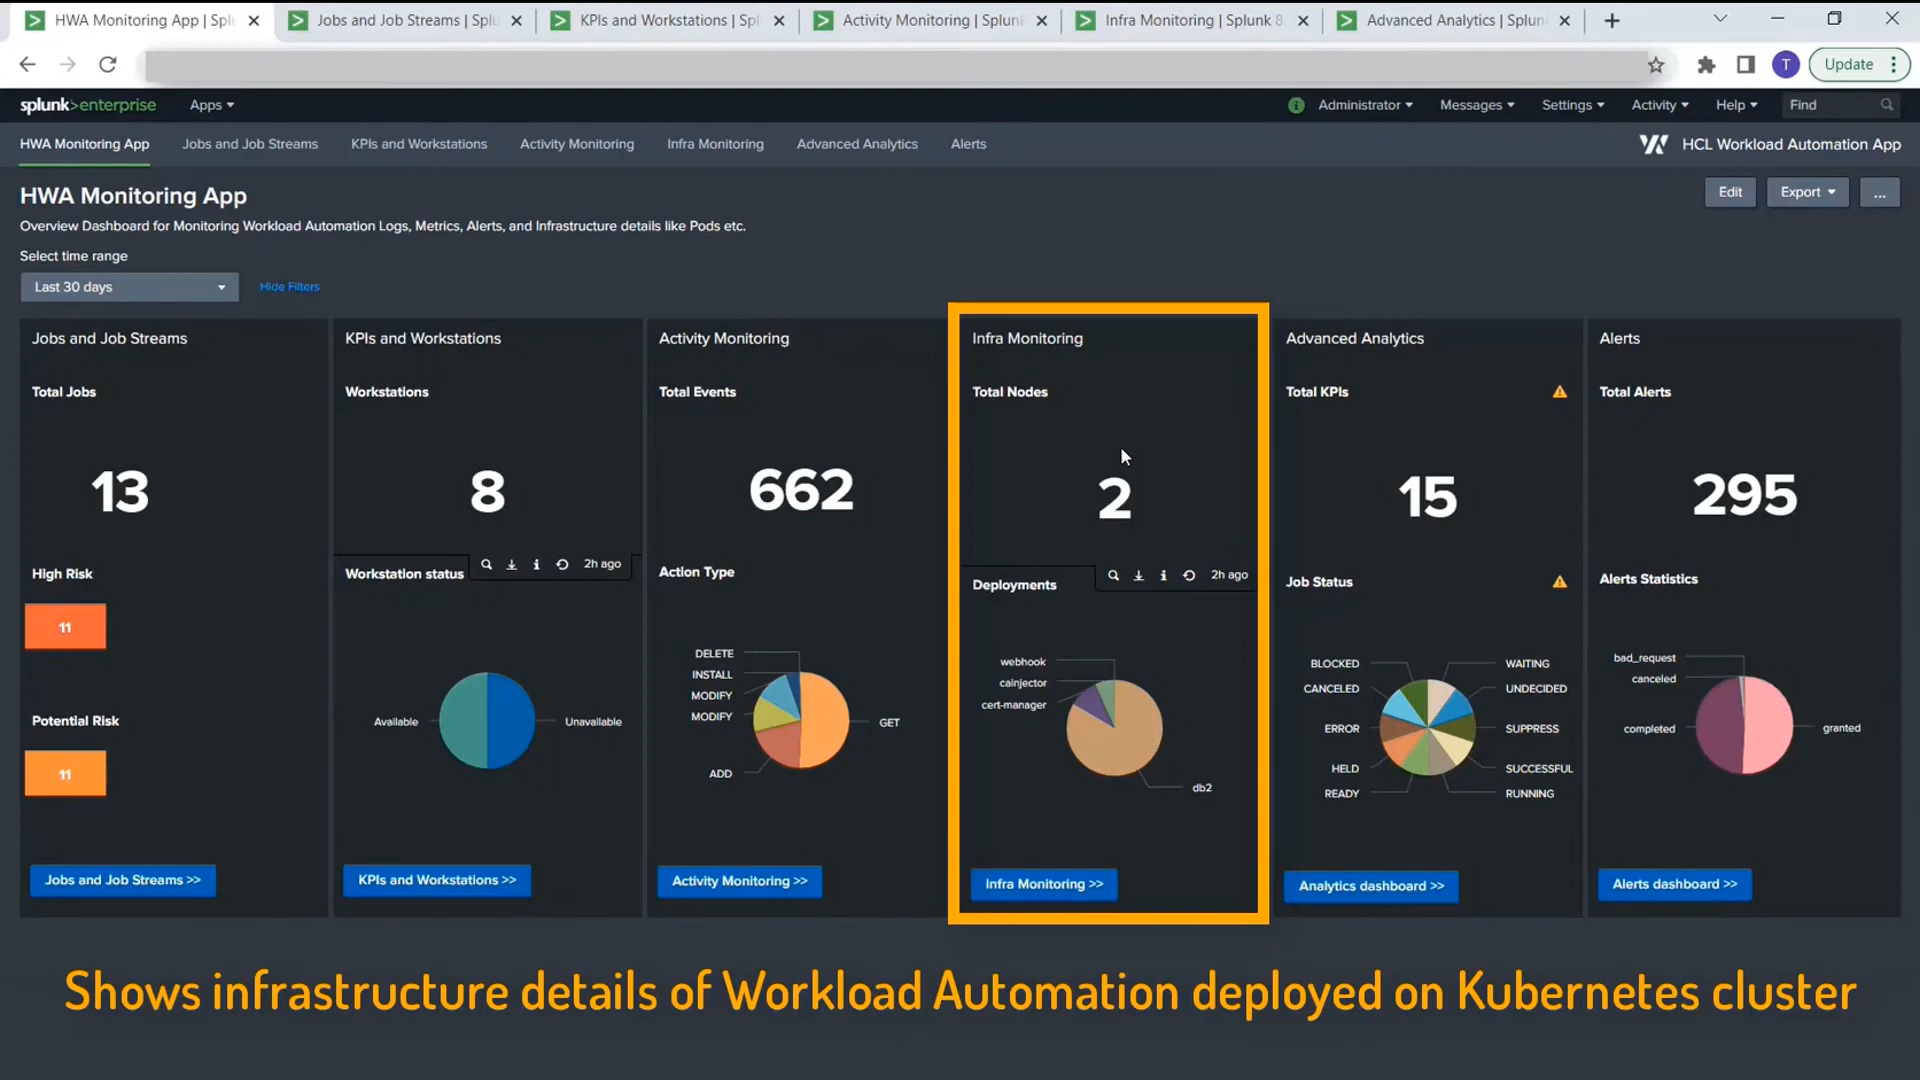 HWA Monitoring App | Spl
Jobs and Job Streams | Spl
KPIs and Workstations | Spl
Activity Monitoring | Splunk
Infra Monitoring | Splunk 8
Advanced Analytics | Splun
T
Update
splunk>enterprise
Apps
Administrator
Messages
Settings
Activity
Help
Find
HWA Monitoring App
Jobs and Job Streams
KPIs and Workstations
Activity Monitoring
Infra Monitoring
Advanced Analytics
Alerts
HCL Workload Automation App
HWA Monitoring App
Edit
Export
...
Overview Dashboard for Monitoring Workload Automation Logs, Metrics, Alerts, and Infrastructure details like Pods etc.
Select time range
Last 30 days
Hide Filters
Jobs and Job Streams
Total Jobs
13
High Risk
11
Potential Risk
11
Jobs and Job Streams >>
KPIs and Workstations
Workstations
8
2h ago
Workstation status
Available
Unavailable
KPIs and Workstations >>
Activity Monitoring
Total Events
662
Action Type
DELETE
INSTALL
MODIFY
MODIFY
GET
ADD
Activity Monitoring >>
Infra Monitoring
Total Nodes
2
2h ago
Deployments
webhook
cainjector
cert-manager
db2
Infra Monitoring >>
Advanced Analytics
Total KPIs
15
Job Status
BLOCKED
WAITING
CANCELED
UNDECIDED
ERROR
SUPPRESS
HELD
SUCCESSFUL
READY
RUNNING
Analytics dashboard >>
Alerts
Total Alerts
295
Alerts Statistics
bad_request
canceled
completed
granted
Alerts dashboard >>
Shows infrastructure details of Workload Automation deployed on Kubernetes cluster